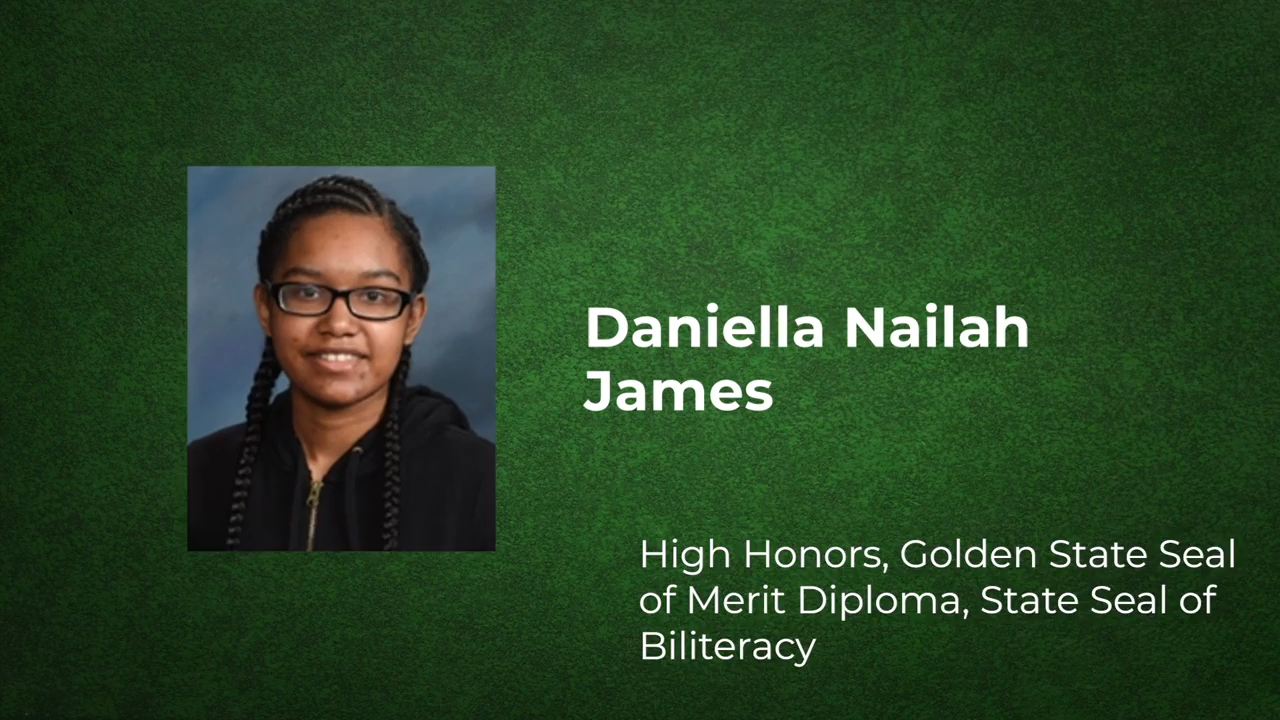 Daniella Nailah
James
High Honors, Golden State Seal
of Merit Diploma, State Seal of
Biliteracy